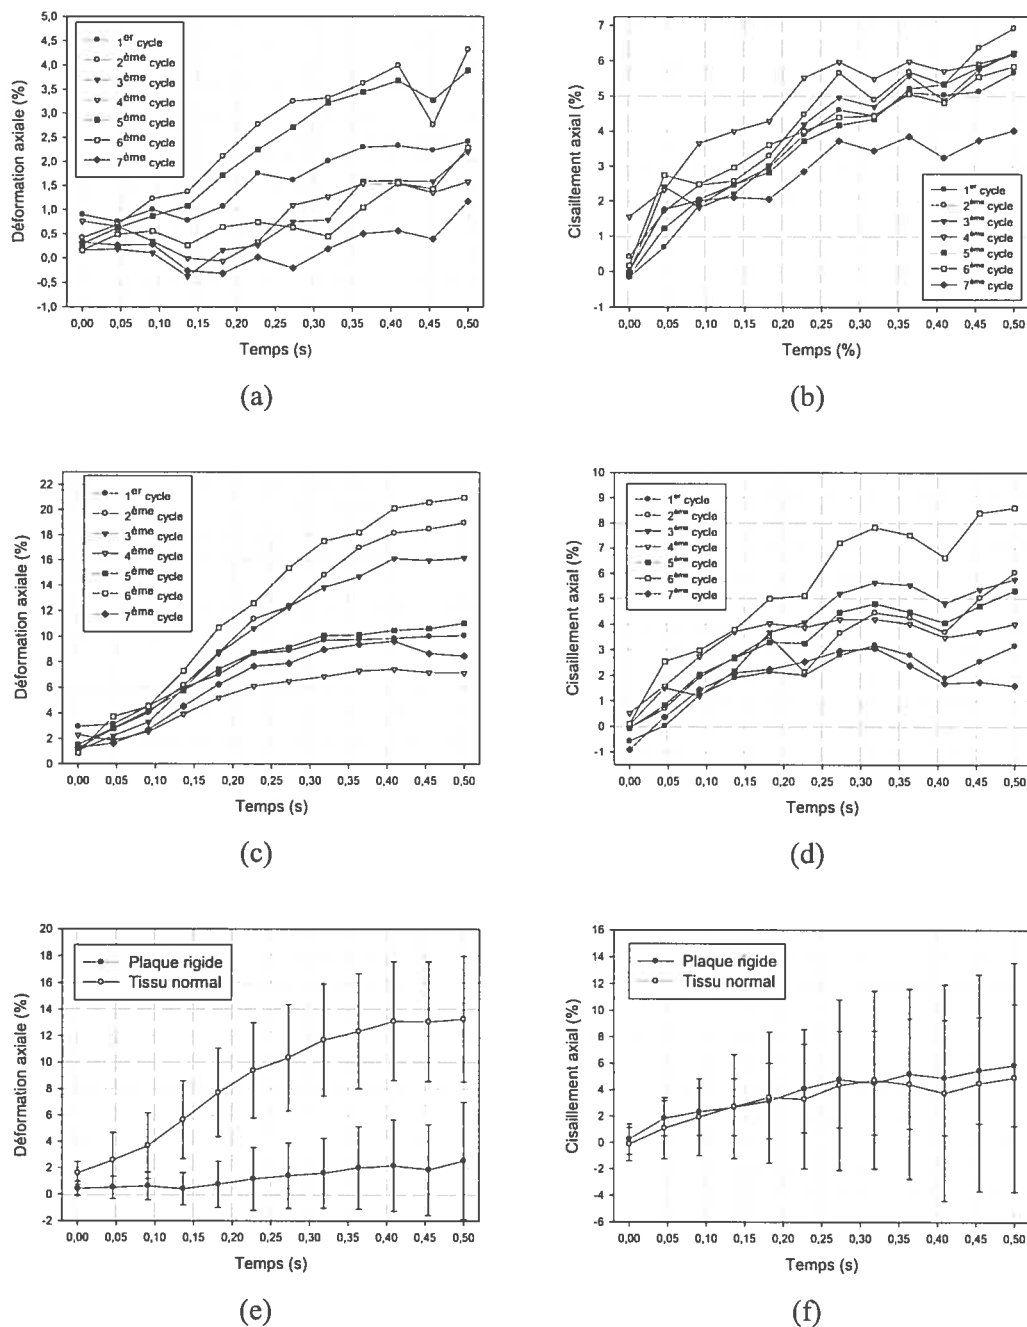 Déformation axiale (%)
5,0
4,5
4,0
3,5
3,0
2,5
2,0
1,5
1,0
0,5
0,0
-0,5
-1,0
1er cycle
2ème cycle
3ème cycle
4ème cycle
5ème cycle
6ème cycle
7ème cycle
0,00 0,05 0,10 0,15 0,20 0,25 0,30 0,35 0,40 0,45 0,50
Temps (s)
(a)
Cisaillement axial (%)
7
6
5
4
3
2
1
0
-1
1er cycle
2ème cycle
3ème cycle
4ème cycle
5ème cycle
6ème cycle
7ème cycle
0,00 0,05 0,10 0,15 0,20 0,25 0,30 0,35 0,40 0,45 0,50
Temps (%)
(b)
Déformation axiale (%)
22
20
18
16
14
12
10
8
6
4
2
0
1er cycle
2ème cycle
3ème cycle
4ème cycle
5ème cycle
6ème cycle
7ème cycle
0,00 0,05 0,10 0,15 0,20 0,25 0,30 0,35 0,40 0,45 0,50
Temps (s)
(c)
Cisaillement axial (%)
10
9
8
7
6
5
4
3
2
1
0
-1
1er cycle
2ème cycle
3ème cycle
4ème cycle
5ème cycle
6ème cycle
7ème cycle
0,00 0,05 0,10 0,15 0,20 0,25 0,30 0,35 0,40 0,45 0,50
Temps (s)
(d)
Déformation axiale (%)
20
18
16
14
12
10
8
6
4
2
0
-2
Plaque rigide
Tissu normal
0,00 0,05 0,10 0,15 0,20 0,25 0,30 0,35 0,40 0,45 0,50
Temps (s)
(e)
Cisaillement axial (%)
16
14
12
10
8
6
4
2
0
-2
-4
-6
Plaque rigide
Tissu normal
0,00 0,05 0,10 0,15 0,20 0,25 0,30 0,35 0,40 0,45 0,50
Temps (s)
(f)